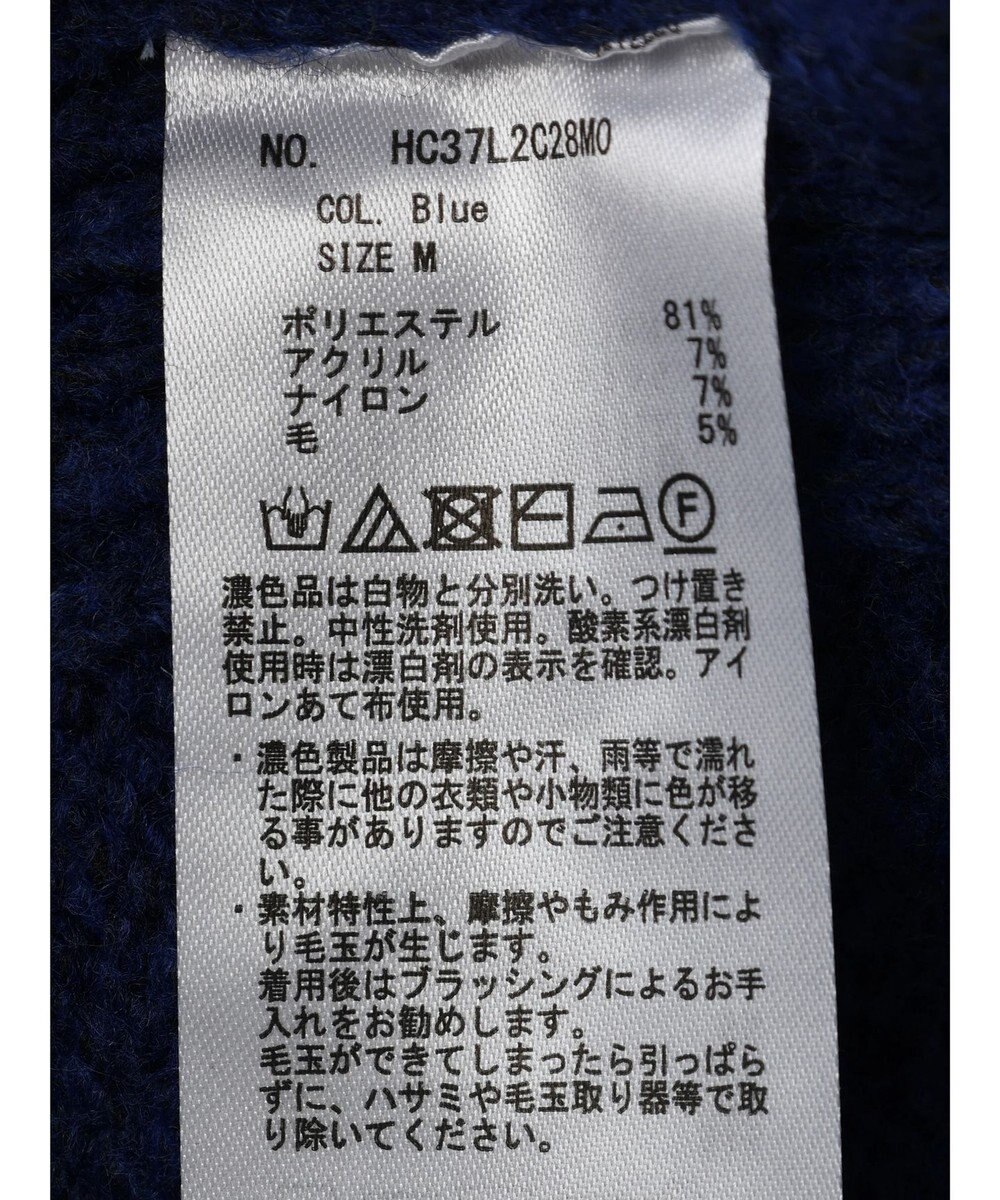 NO. HC37L2C28M0
COL. Blue
SIZE M
ポリエステル 81%
アクリル 7%
ナイロン 7%
毛 5%
F
濃色品は白物と分別洗い。つけ置き
禁止。中性洗剤使用。酸素系漂白剤
使用時は漂白剤の表示を確認。アイ
ロンあて布使用。
・濃色製品は摩擦や汗、雨等で濡れ
た際に他の衣類や小物類に色が移
る事がありますのでご注意くださ
い。
・素材特性上、摩擦やもみ作用によ
り毛玉が生じます。
着用後はブラッシングによるお手
入れをお勧めします。
毛玉ができてしまったら引っぱら
ずに、ハサミや毛玉取り器等で取
り除いてください。